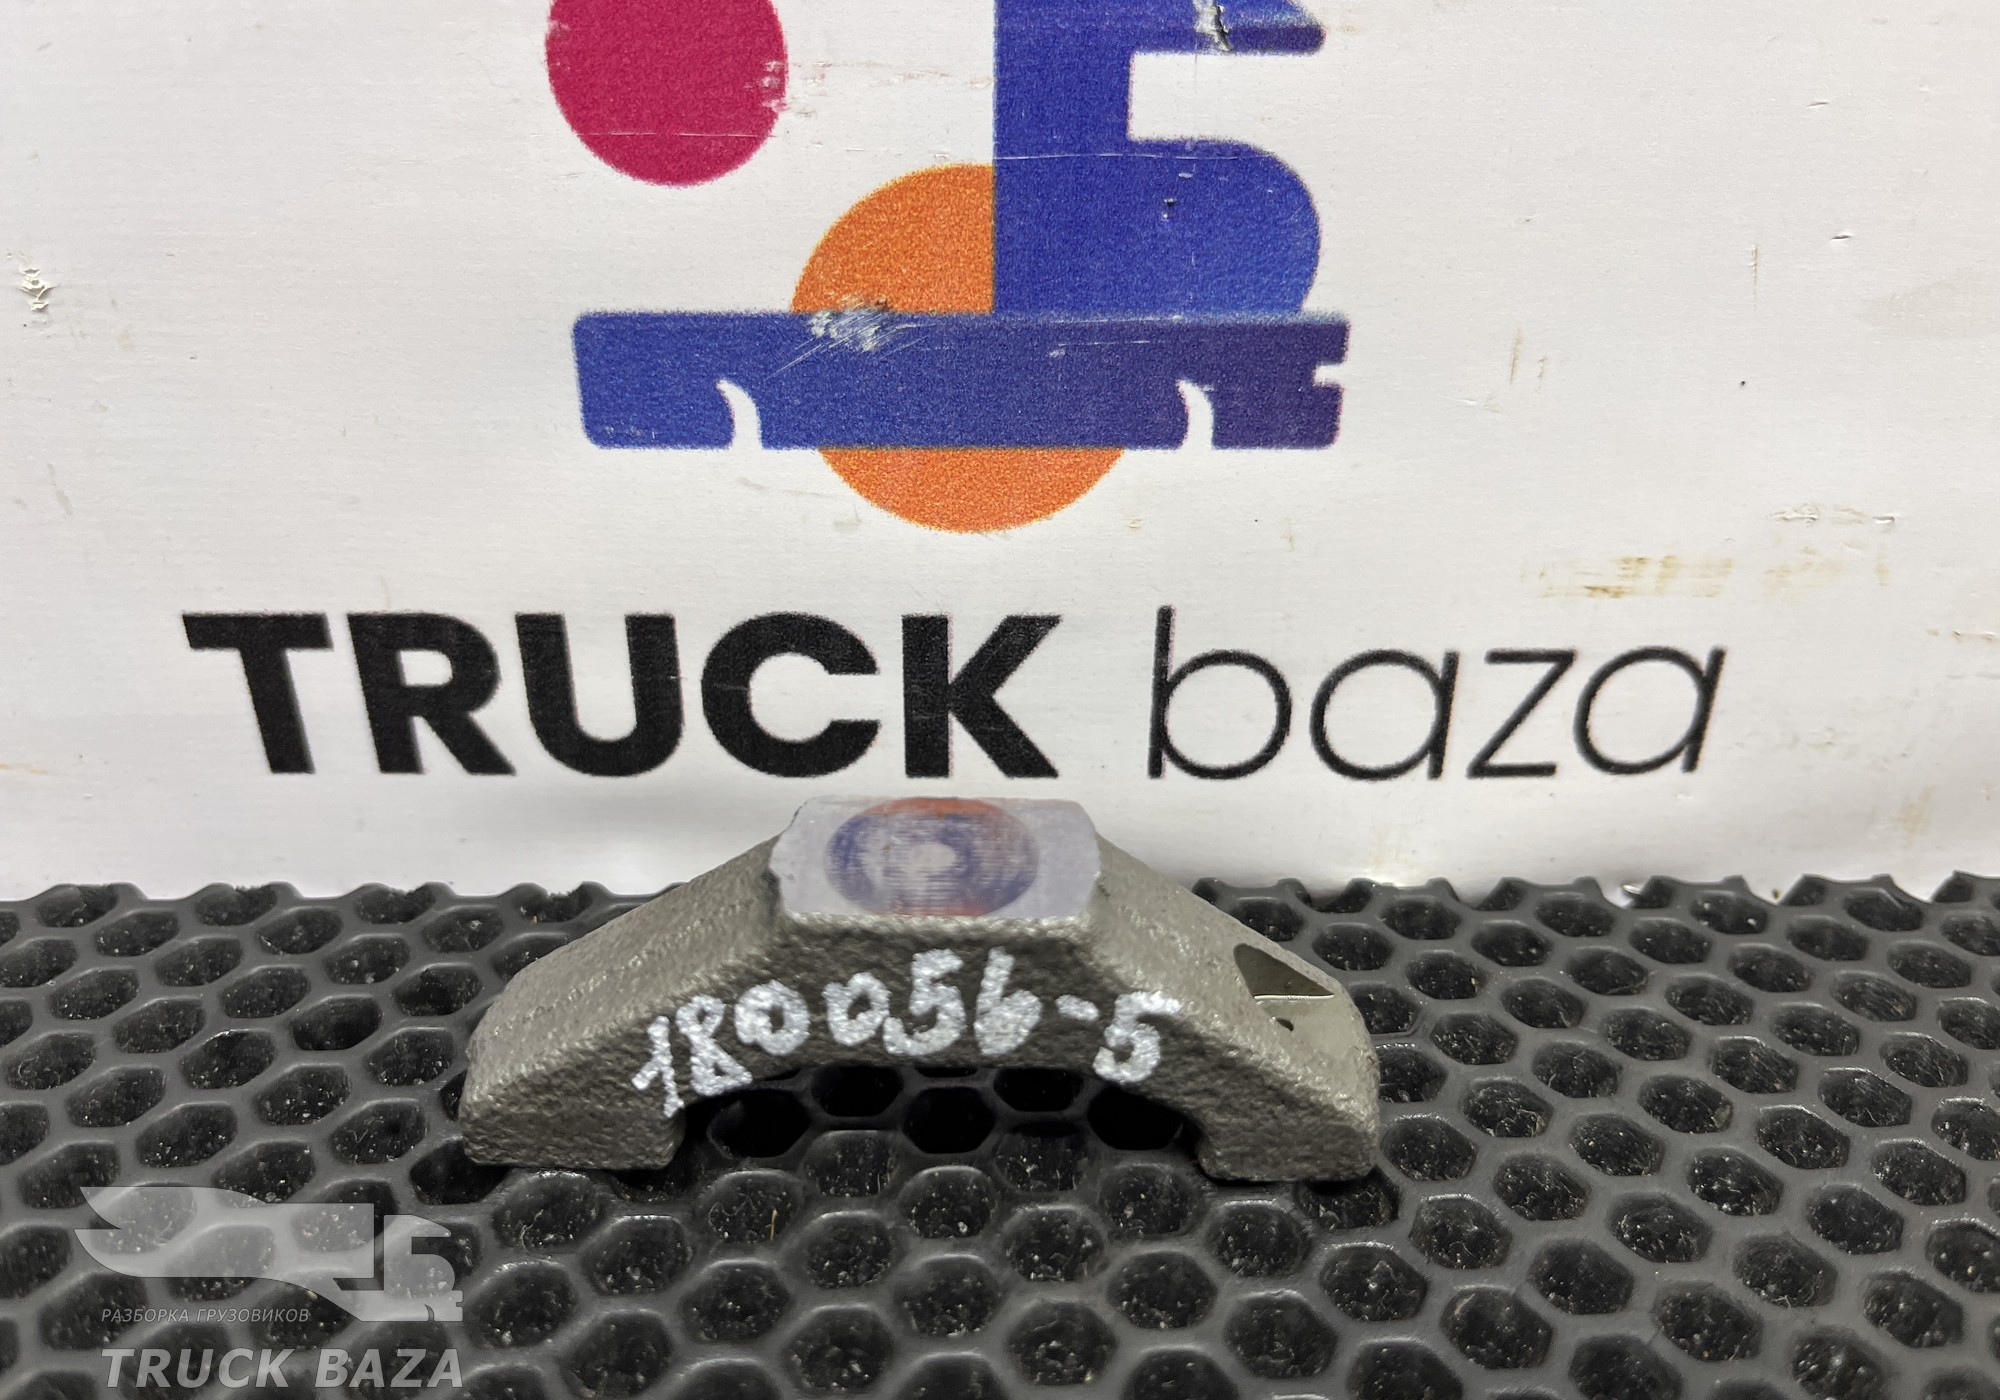 TRUCK baza
180056-5
РАЗБОРКА ГРУЗОВИКОВ
TRUCK BAZA